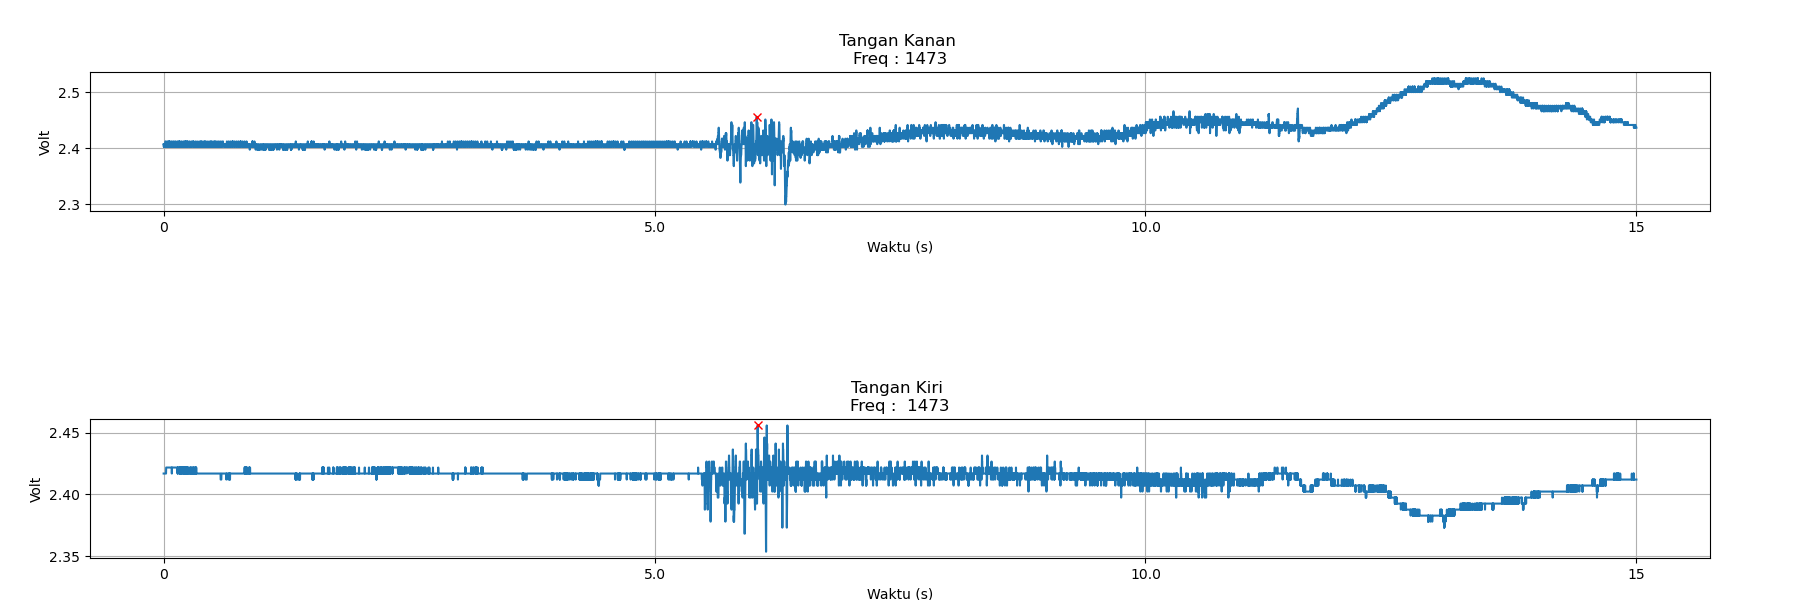 Tangan Kanan
Freq : 1473
Volt
2.5
2.4
2.3
0 5.0 10.0 15
Waktu (s)
Tangan Kiri
Freq :  1473
Volt
2.45
2.40
2.35
0 5.0 10.0 15
Waktu (s)